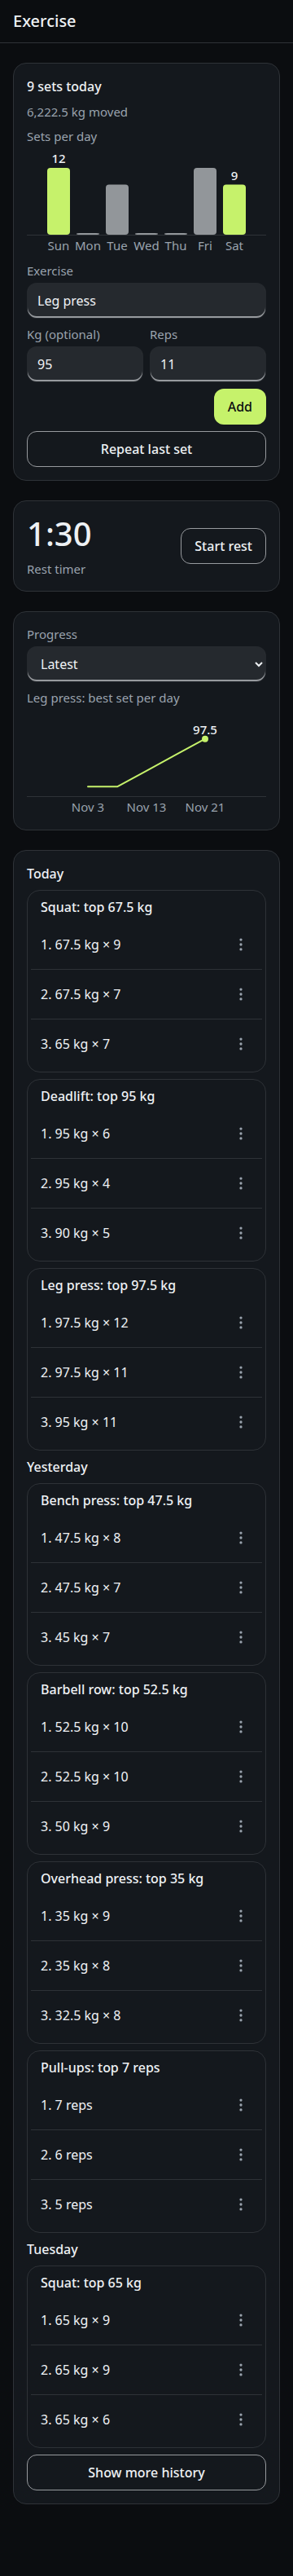 Exercise
9 sets today
6,222.5 kg moved
Sets per day
12
9
Sun Mon Tue Wed Thu Fri Sat
Exercise
Leg press
Kg (optional) Reps
95 11
Add
Repeat last set
1:30
Start rest
Rest timer
Progress
Latest
Leg press: best set per day
97.5
Nov 3 Nov 13 Nov 21
Today
Squat: top 67.5 kg
1. 67.5 kg × 9
2. 67.5 kg × 7
3. 65 kg × 7
Deadlift: top 95 kg
1. 95 kg × 6
2. 95 kg × 4
3. 90 kg × 5
Leg press: top 97.5 kg
1. 97.5 kg × 12
2. 97.5 kg × 11
3. 95 kg × 11
Yesterday
Bench press: top 47.5 kg
1. 47.5 kg × 8
2. 47.5 kg × 7
3. 45 kg × 7
Barbell row: top 52.5 kg
1. 52.5 kg × 10
2. 52.5 kg × 10
3. 50 kg × 9
Overhead press: top 35 kg
1. 35 kg × 9
2. 35 kg × 8
3. 32.5 kg × 8
Pull-ups: top 7 reps
1. 7 reps
2. 6 reps
3. 5 reps
Tuesday
Squat: top 65 kg
1. 65 kg × 9
2. 65 kg × 9
3. 65 kg × 6
Show more history